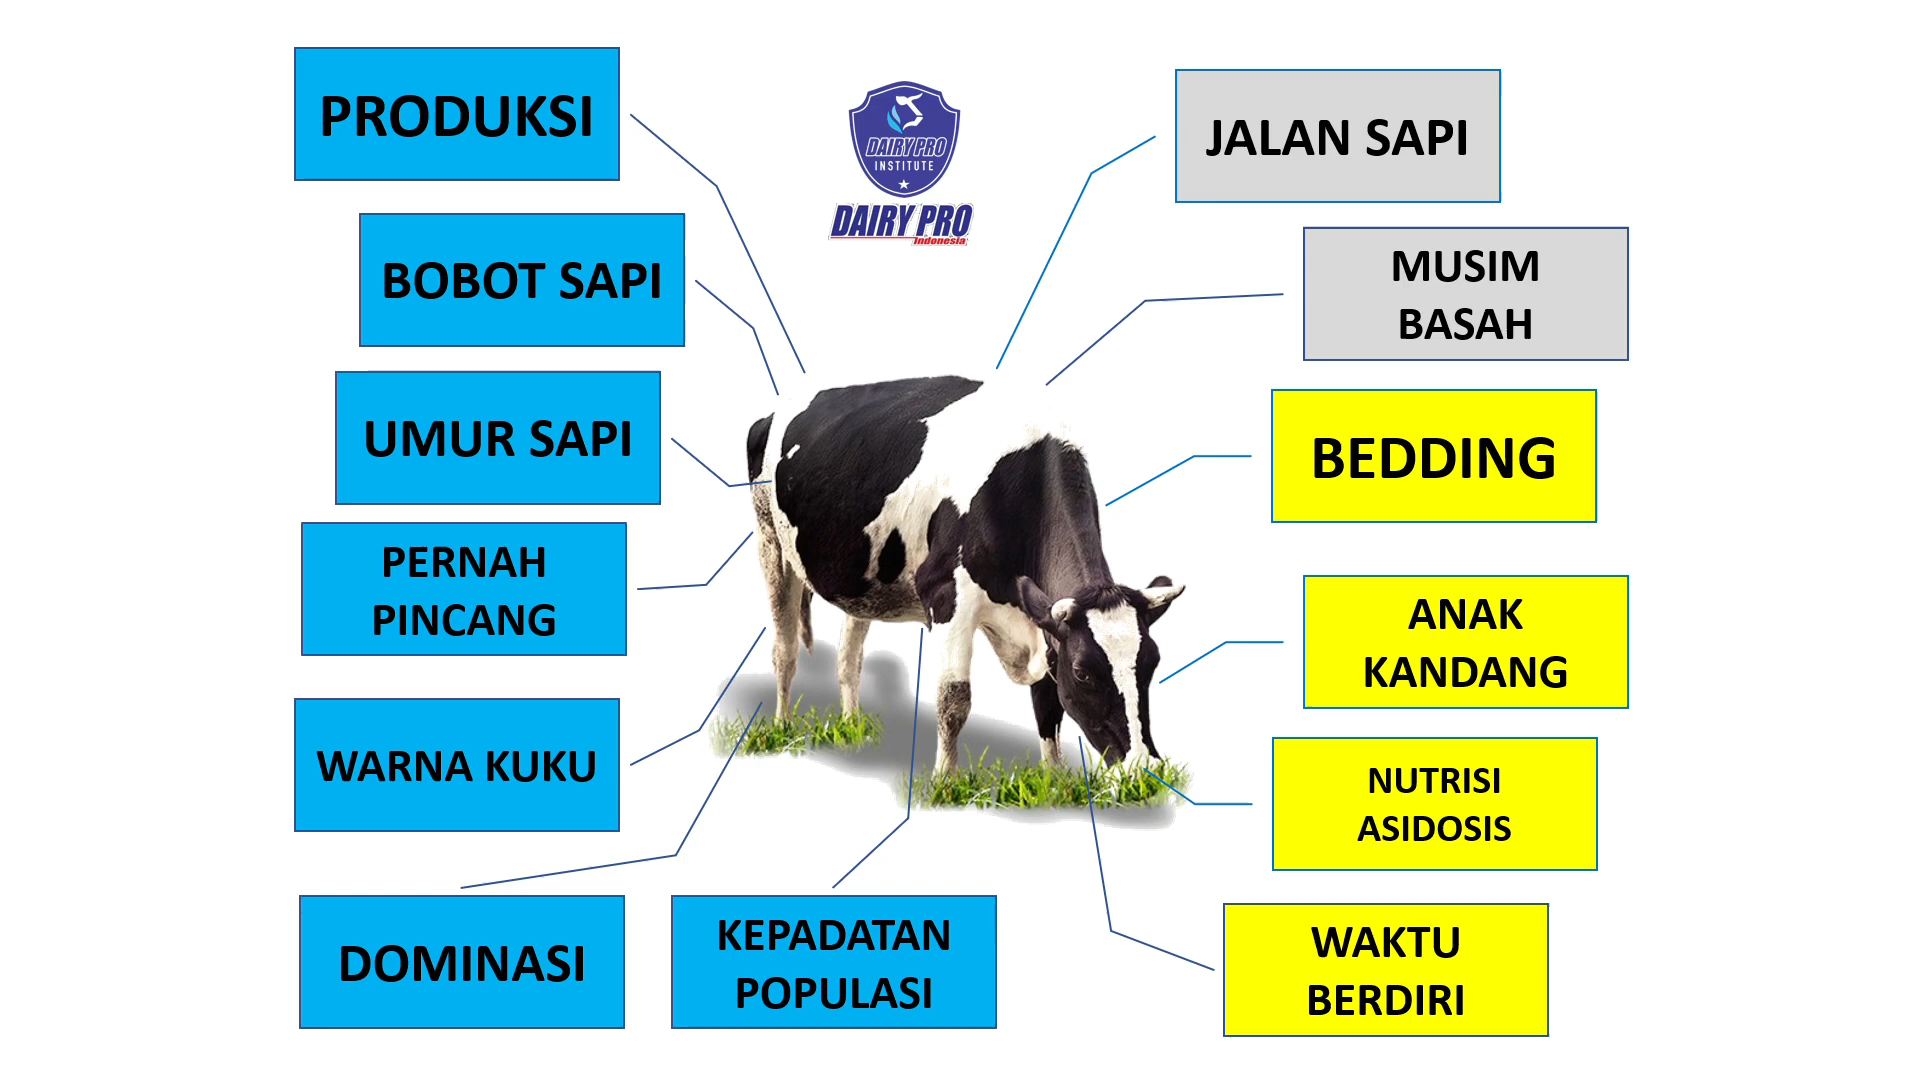 PRODUKSI
BOBOT SAPI
UMUR SAPI
PERNAH
PINCANG
WARNA KUKU
DOMINASI
KEPADATAN
POPULASI
DAIRY PRO
INSTITUTE
DAIRY PRO
Indonesia
JALAN SAPI
MUSIM
BASAH
BEDDING
ANAK
KANDANG
NUTRISI
ASIDOSIS
WAKTU
BERDIRI